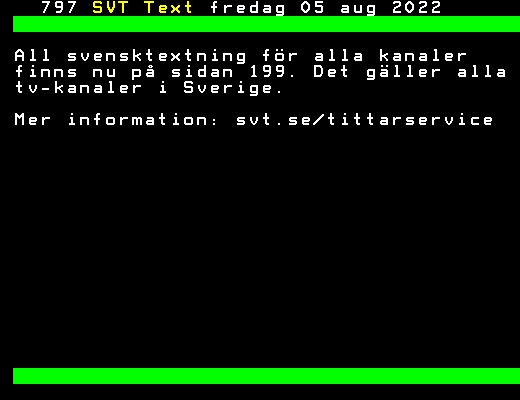 797 SVT Text fredag 05 aug 2022
All svensktextning för alla kanaler
finns nu på sidan 199. Det gäller alla
tv-kanaler i Sverige.
Mer information: svt.se/tittarservice